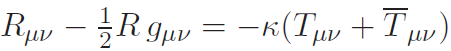 $R_{\mu\nu} - \frac{1}{2} R \, g_{\mu\nu} = -\kappa (T_{\mu\nu} + \overline{T}_{\mu\nu})$